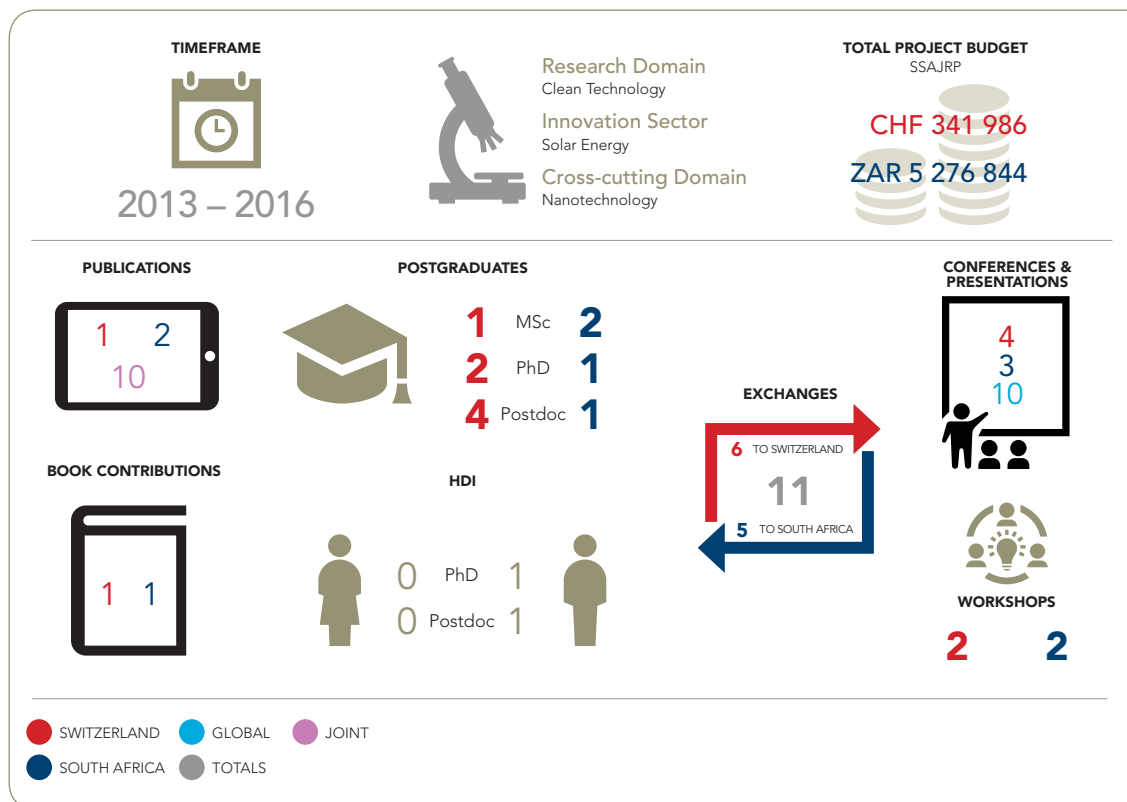 TIMEFRAME
2013 – 2016
Research Domain
Clean Technology
Innovation Sector
Solar Energy
Cross-cutting Domain
Nanotechnology
TOTAL PROJECT BUDGET
SSAJRP
CHF 341 986
ZAR 5 276 844
PUBLICATIONS
1 2
10
POSTGRADUATES
1 MSc 2
2 PhD 1
4 Postdoc 1
CONFERENCES &
PRESENTATIONS
4
3
10
EXCHANGES
6 TO SWITZERLAND
11
5 TO SOUTH AFRICA
BOOK CONTRIBUTIONS
1 1
HDI
0 PhD 1
0 Postdoc 1
WORKSHOPS
2 2
SWITZERLAND
GLOBAL
JOINT
SOUTH AFRICA
TOTALS